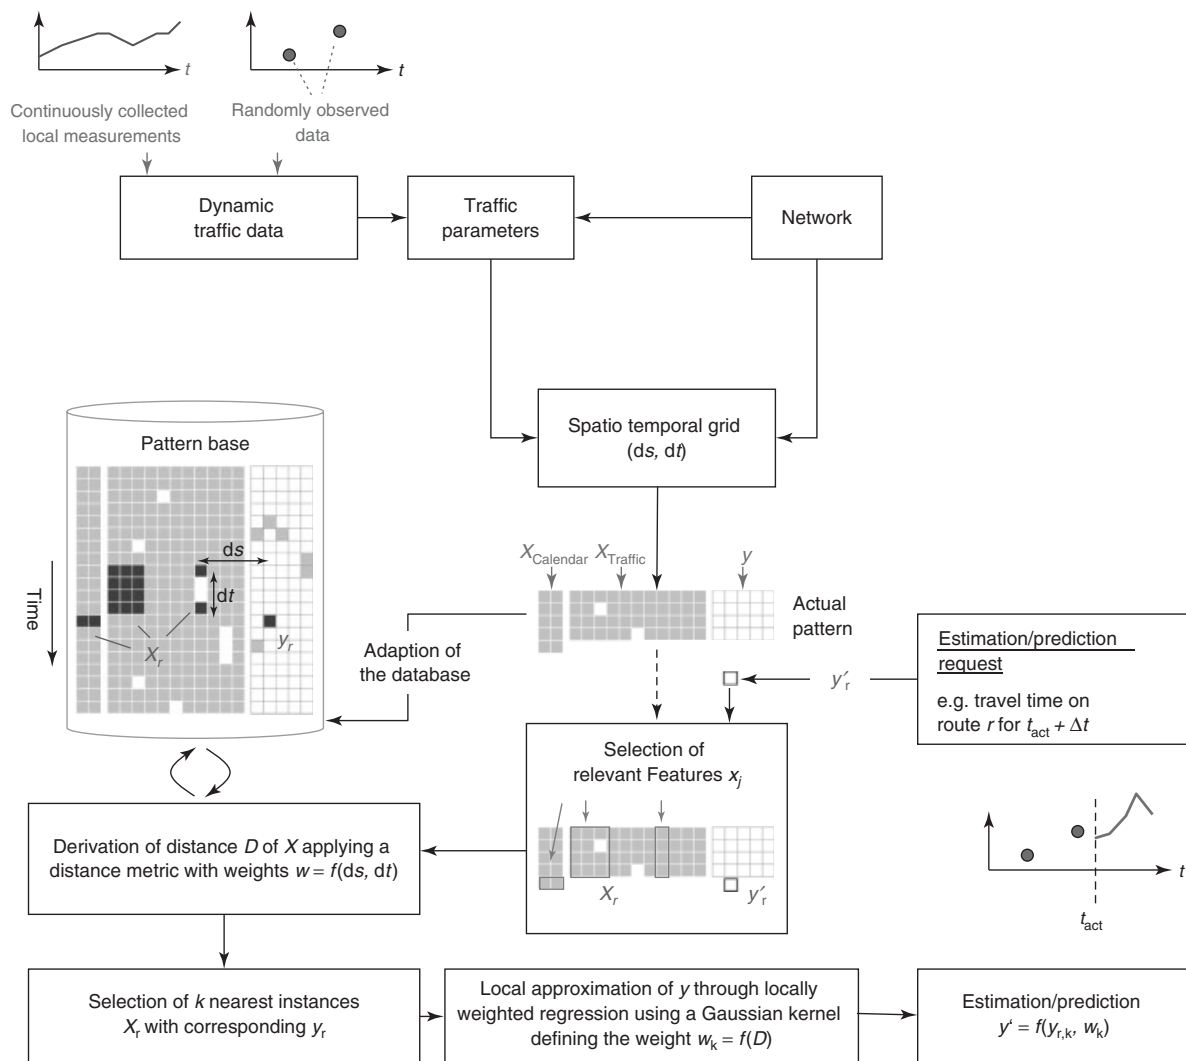 t
t
Continuously collected
local measurements
Randomly observed
data
Dynamic
traffic data
Traffic
parameters
Network
Spatio temporal grid
(ds, dt)
Pattern base
ds
dt
Time
X_r
y_r
X_Calendar
X_Traffic
y
Actual
pattern
Adaption of
the database
y′_r
Estimation/prediction
request
e.g. travel time on
route r for t_act + Δt
Selection of
relevant Features x_j
X_r
y′_r
t
t_act
Derivation of distance D of X applying a
distance metric with weights w = f(ds, dt)
Selection of k nearest instances
X_r with corresponding y_r
Local approximation of y through locally
weighted regression using a Gaussian kernel
defining the weight w_k = f(D)
Estimation/prediction
y‘ = f(y_r,k, w_k)